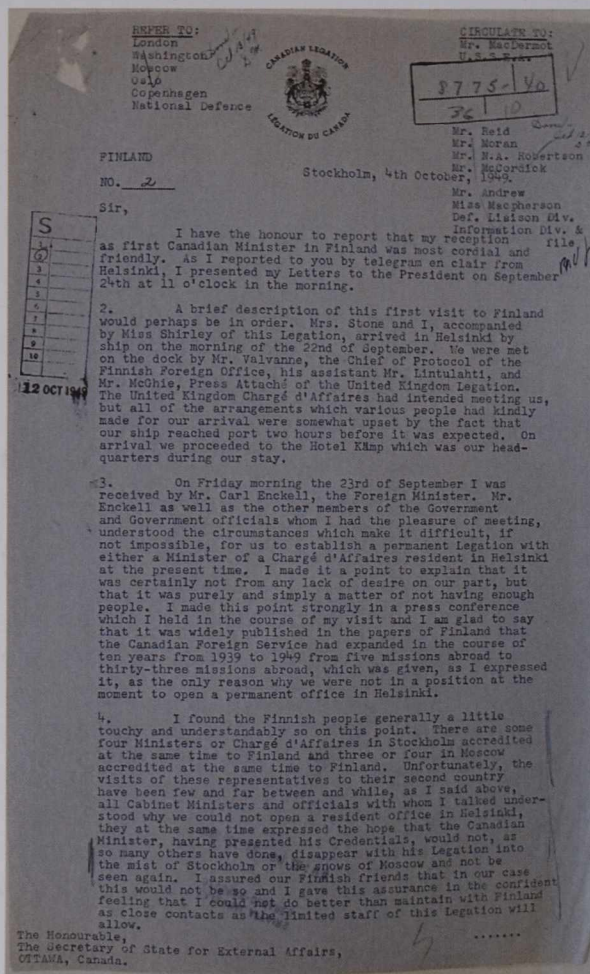 REFER TO:
London
Washington
Moscow
Oslo
Copenhagen
National Defence
CANADIAN LEGATION
LÉGATION DU CANADA
CIRCULATE TO:
Mr. MacDermot
U.S.S.E.A.
8775-40
36 10
Mr. Reid
Mr. Moran
Mr. N.A. Robertson
Mr. McCordick
Mr. Andrew
Miss Macpherson
Def. Liaison Div.
Information Div. &
file
FINLAND
NO. 2
Stockholm, 4th October, 1949.
Sir,
I have the honour to report that my reception
as first Canadian Minister in Finland was most cordial and
friendly. As I reported to you by telegram en clair from
Helsinki, I presented my Letters to the President on September
24th at 11 o'clock in the morning.
2. A brief description of this first visit to Finland
would perhaps be in order. Mrs. Stone and I, accompanied
by Miss Shirley of this Legation, arrived in Helsinki by
ship on the morning of the 22nd of September. We were met
on the dock by Mr. Valvanne, the Chief of Protocol of the
Finnish Foreign Office, his assistant Mr. Lintulahti, and
Mr. McGhie, Press Attaché of the United Kingdom Legation.
The United Kingdom Chargé d'Affaires had intended meeting us,
but all of the arrangements which various people had kindly
made for our arrival were somewhat upset by the fact that
our ship reached port two hours before it was expected. On
arrival we proceeded to the Hotel Kämp which was our head-
quarters during our stay.
S
1
2
3
4
5
6
7
8
9
10
12 OCT 1949
3. On Friday morning the 23rd of September I was
received by Mr. Carl Enckell, the Foreign Minister. Mr.
Enckell as well as the other members of the Government
and Government officials whom I had the pleasure of meeting,
understood the circumstances which make it difficult, if
not impossible, for us to establish a permanent Legation with
either a Minister of a Chargé d'Affaires resident in Helsinki
at the present time. I made it a point to explain that it
was certainly not from any lack of desire on our part, but
that it was purely and simply a matter of not having enough
people. I made this point strongly in a press conference
which I held in the course of my visit and I am glad to say
that it was widely published in the papers of Finland that
the Canadian Foreign Service had expanded in the course of
ten years from 1939 to 1949 from five missions abroad to
thirty-three missions abroad, which was given, as I expressed
it, as the only reason why we were not in a position at the
moment to open a permanent office in Helsinki.
4. I found the Finnish people generally a little
touchy and understandably so on this point. There are some
four Ministers or Chargé d'Affaires in Stockholm accredited
at the same time to Finland and three or four in Moscow
accredited at the same time to Finland. Unfortunately, the
visits of these representatives to their second country
have been few and far between and while, as I said above,
all Cabinet Ministers and officials with whom I talked under-
stood why we could not open a resident office in Helsinki,
they at the same time expressed the hope that the Canadian
Minister, having presented his Credentials, would not, as
so many others have done, disappear with his Legation into
the mist of Stockholm or the snows of Moscow and not be
seen again. I assured our Finnish friends that in our case
this would not be so and I gave this assurance in the confident
feeling that I could not do better than maintain with Finland
as close contacts as the limited staff of this Legation will
allow.
.......
The Honourable,
The Secretary of State for External Affairs,
OTTAWA, Canada.